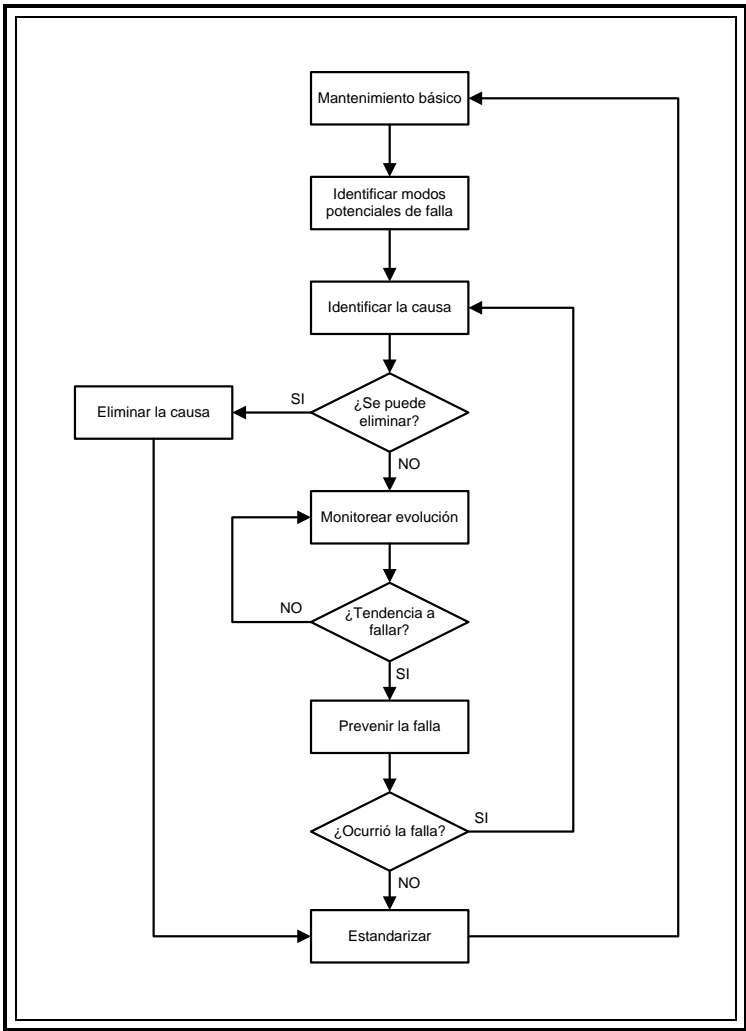 Mantenimiento básico
Identificar modos
potenciales de falla
Identificar la causa
¿Se puede
eliminar?
SI
Eliminar la causa
NO
Monitorear evolución
¿Tendencia a
fallar?
NO
SI
Prevenir la falla
¿Ocurrió la falla?
SI
NO
Estandarizar